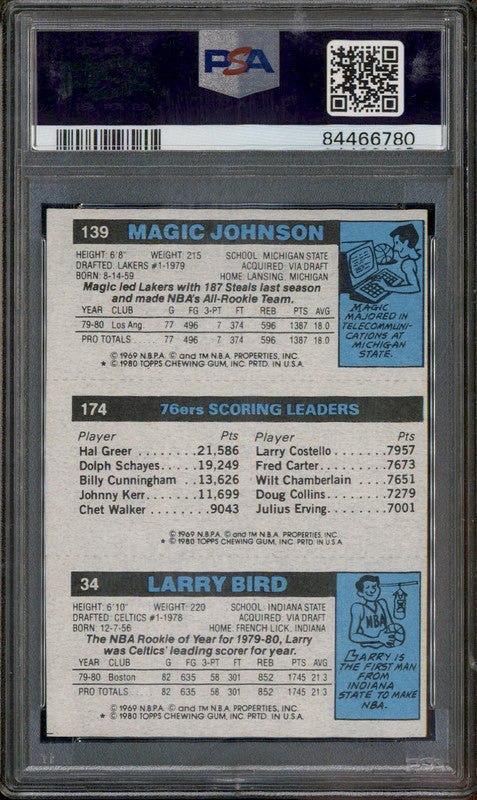 PSA
84466780
139 MAGIC JOHNSON
HEIGHT: 6'8" WEIGHT: 215 SCHOOL: MICHIGAN STATE
DRAFTED: LAKERS #1-1979 ACQUIRED: VIA DRAFT
BORN: 8-14-59 HOME: LANSING, MICHIGAN
Magic led Lakers with 187 Steals last season
and made NBA's All-Rookie Team.
YEAR CLUB G FG 3-PT FT REB PTS AVG
79-80 Los Ang 77 496 7 374 596 1387 18.0
PRO TOTALS . . . 77 496 7 374 596 1387 18.0
© 1969 N.B.P.A. © and TM N.B.A. PROPERTIES, INC.
★ © 1980 TOPPS CHEWING GUM, INC. PRTD. IN U.S.A.
MAGIC
MAJORED IN
TELECOMMUNI-
CATIONS AT
MICHIGAN
STATE.
174 76ers SCORING LEADERS
Player Pts Player Pts
Hal Greer . . . . . . . . 21,586 Larry Costello . . . . . 7957
Dolph Schayes . . . . 19,249 Fred Carter . . . . . . . 7673
Billy Cunningham . . 13,626 Wilt Chamberlain . . . 7651
Johnny Kerr . . . . . . 11,699 Doug Collins . . . . . . 7279
Chet Walker . . . . . . . 9043 Julius Erving . . . . . . 7001
© 1969 N.B.P.A. © and TM N.B.A. PROPERTIES, INC.
★ © 1980 TOPPS CHEWING GUM, INC. PRTD. IN U.S.A.
34 LARRY BIRD
HEIGHT: 6'10" WEIGHT: 220 SCHOOL: INDIANA STATE
DRAFTED: CELTICS #1-1978 ACQUIRED: VIA DRAFT
BORN: 12-7-56 HOME: FRENCH LICK, INDIANA
The NBA Rookie of Year for 1979-80, Larry
was Celtics' leading scorer for year.
YEAR CLUB G FG 3-PT FT REB PTS AVG
79-80 Boston 82 635 58 301 852 1745 21.3
PRO TOTALS . . . 82 635 58 301 852 1745 21.3
© 1969 N.B.P.A. © and TM N.B.A. PROPERTIES, INC.
★ © 1980 TOPPS CHEWING GUM, INC. PRTD. IN U.S.A.
NBA
LARRY IS
THE FIRST MAN
FROM
INDIANA
STATE TO MAKE
NBA.